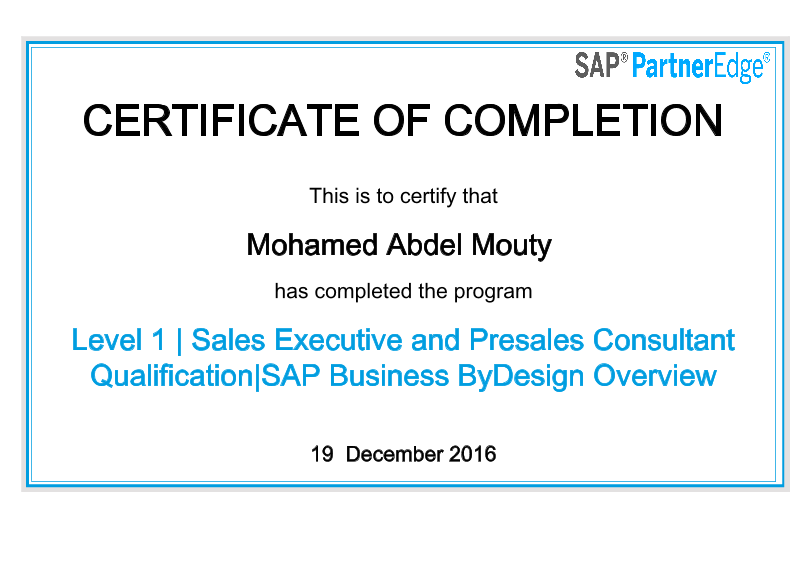 SAP® PartnerEdge®
CERTIFICATE OF COMPLETION
This is to certify that
Mohamed Abdel Mouty
has completed the program
Level 1 | Sales Executive and Presales Consultant
Qualification|SAP Business ByDesign Overview
19 December 2016